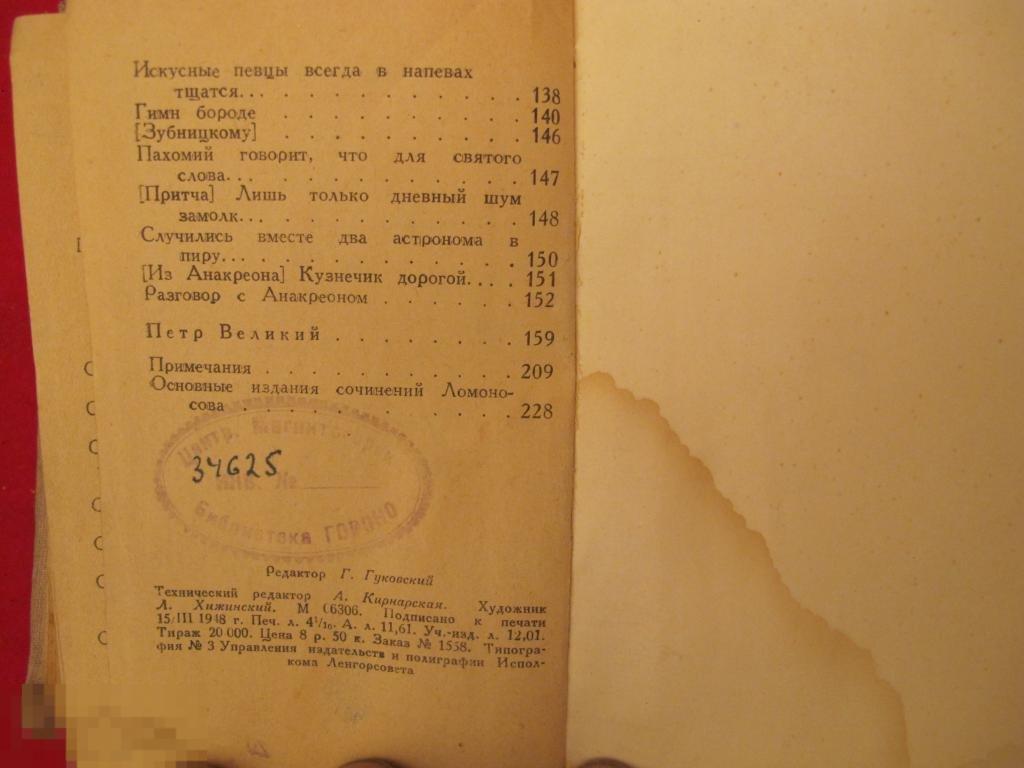 Искусные певцы всегда в напевах
тщатся. . . . . . . . . . . . . . 138
Гимн бороде . . . . . . . . . . 140
[Зубницкому] . . . . . . . . . . 146
Пахомий говорит, что для святого
слова. . . . . . . . . . . . . . 147
[Притча] Лишь только дневный шум
замолк. . . . . . . . . . . . . . 148
Случились вместе два астронома в
пиру. . . . . . . . . . . . . . . 150
[Из Анакреона] Кузнечик дорогой. . . . 151
Разговор с Анакреоном . . . . . . . 152
Петр Великий . . . . . . . . 159
Примечания . . . . . . . . . . . 209
Основные издания сочинений Ломоно-
сова . . . . . . . . . . . . . 228
Центр.
34625
№
Библиотека ГОРОНО
Редактор Г. Гуковский
Технический редактор А. Кирнарская. Художник
Л. Хижинский. М 06306. Подписано к печати
15/III 1948 г. Печ. л. А. л. 11,61. Уч.-изд. л. 12,01.
Тираж 20 000. Цена 8 р. 50 к. Заказ № 1558. Типогра-
фия № 3 Управления издательств и полиграфии Испол-
кома Ленгорсовета